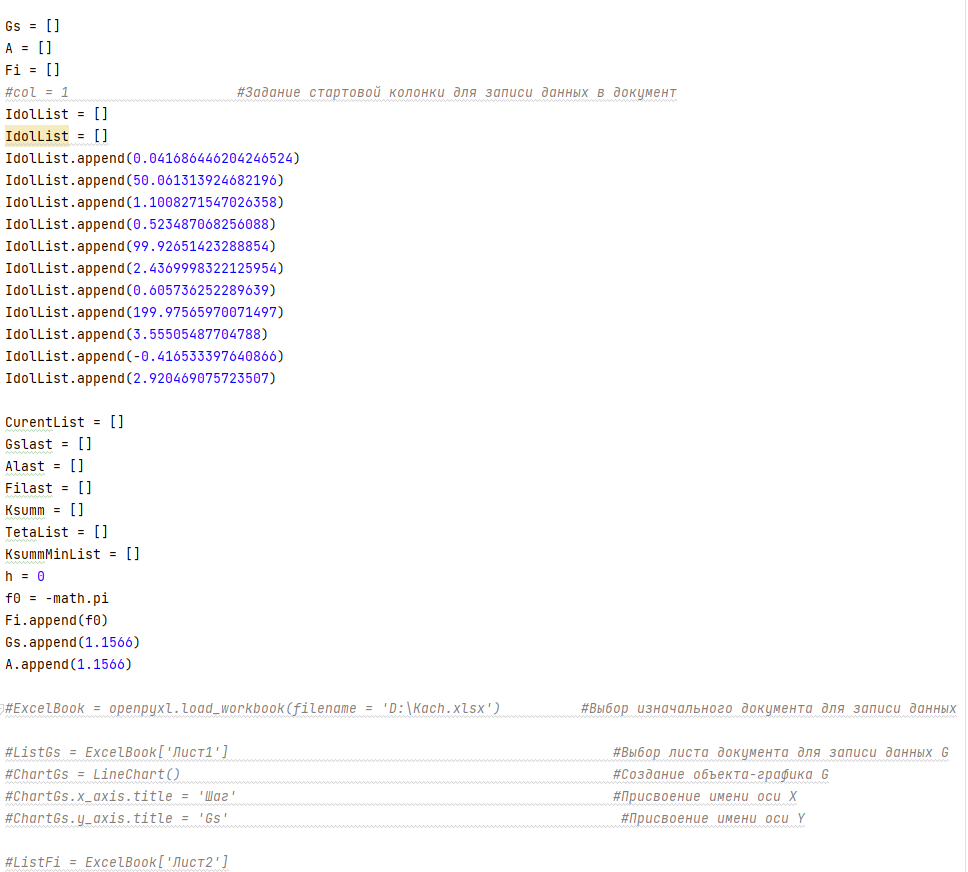 Gs = []
A = []
Fi = []
#col = 1 #Задание стартовой колонки для записи данных в документ
IdolList = []
IdolList = []
IdolList.append(0.041686446204246524)
IdolList.append(50.061313924682196)
IdolList.append(1.1008271547026358)
IdolList.append(0.523487068256088)
IdolList.append(99.92651423288854)
IdolList.append(2.4369998322125954)
IdolList.append(0.605736252289639)
IdolList.append(199.97565970071497)
IdolList.append(3.55505487704788)
IdolList.append(-0.416533397640866)
IdolList.append(2.920469075723507)
CurentList = []
Gslast = []
Alast = []
Filast = []
Ksumm = []
TetaList = []
KsummMinList = []
h = 0
f0 = -math.pi
Fi.append(f0)
Gs.append(1.1566)
A.append(1.1566)
#ExcelBook = openpyxl.load_workbook(filename = 'D:\Kach.xlsx') #Выбор изначального документа для записи данных
#ListGs = ExcelBook['Лист1'] #Выбор листа документа для записи данных G
#ChartGs = LineChart() #Создание объекта-графика G
#ChartGs.x_axis.title = 'Шаг' #Присвоение имени оси X
#ChartGs.y_axis.title = 'Gs' #Присвоение имени оси Y
#ListFi = ExcelBook['Лист2']